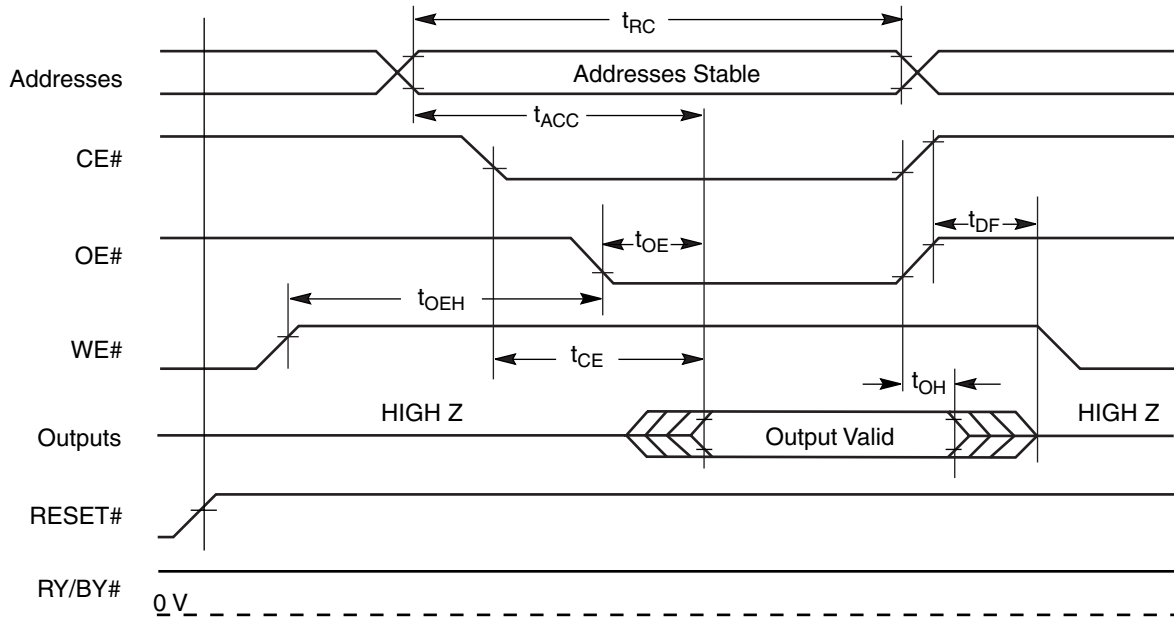 tRC
Addresses
Addresses Stable
tACC
CE#
tDF
OE#
tOE
tOEH
WE#
tCE
tOH
HIGH Z
HIGH Z
Outputs
Output Valid
RESET#
RY/BY#
0 V